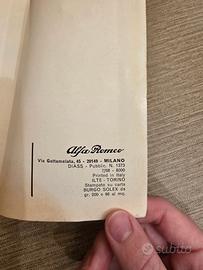 Alfa Romeo
Via Gattamelata, 45 - 20149 - MILANO
DIASS - Pubblic. N. 1373
7/68 - 8000
Printed in Italy
ILTE - TORINO
Stampato su carta
BURGO SOLEX da
gr. 200 e 86 al mq.
subito